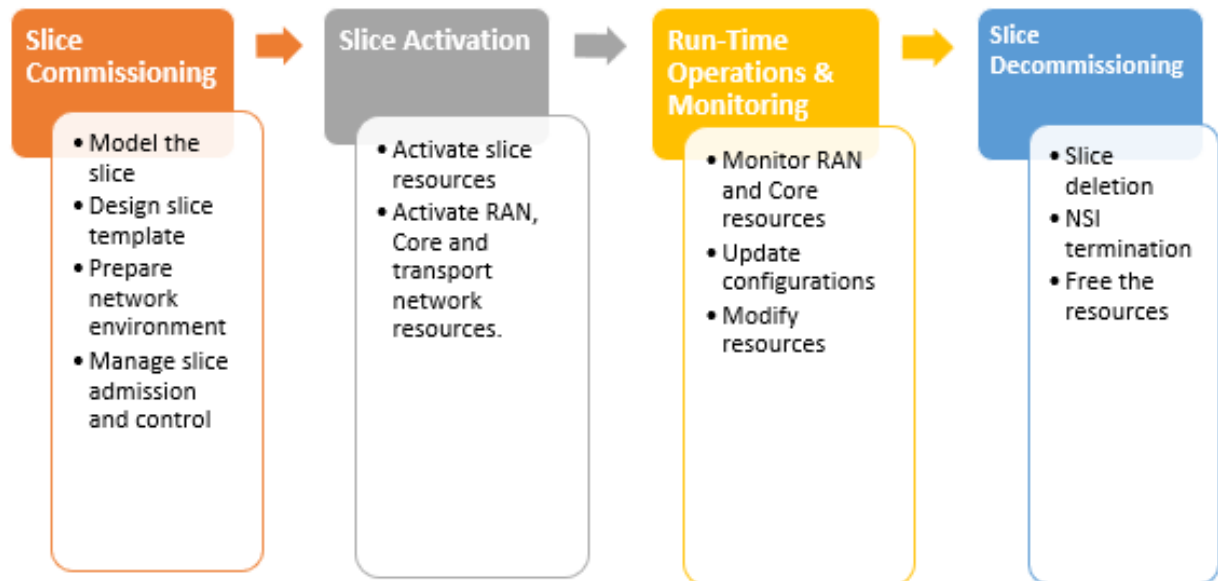 Slice
Commissioning
• Model the
slice
• Design slice
template
• Prepare
network
environment
• Manage slice
admission
and control
Slice Activation
• Activate slice
resources
• Activate RAN,
Core and
transport
network
resources.
Run-Time
Operations &
Monitoring
• Monitor RAN
and Core
resources
• Update
configurations
• Modify
resources
Slice
Decommissioning
• Slice
deletion
• NSI
termination
• Free the
resources